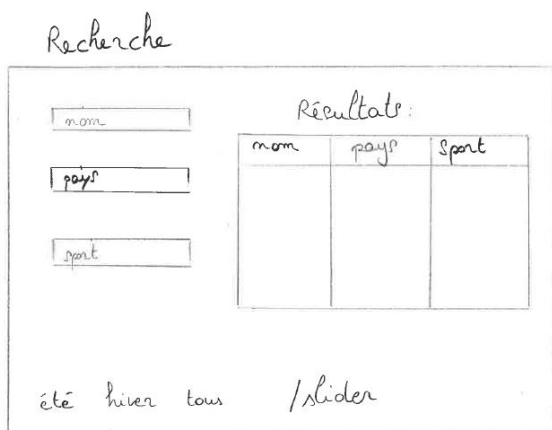 Recherche
nom
pays
sport
Résultats:
nom pays Sport
été hiver tous /slider